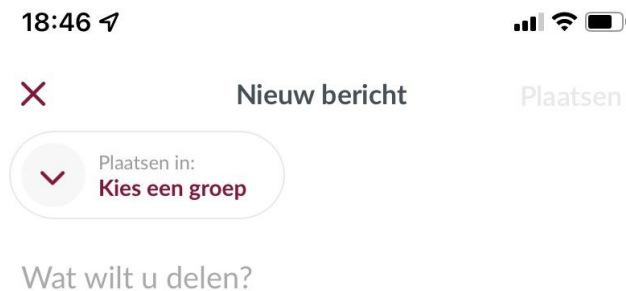 18:46
Nieuw bericht
Plaatsen
Plaatsen in:
Kies een groep
Wat wilt u delen?